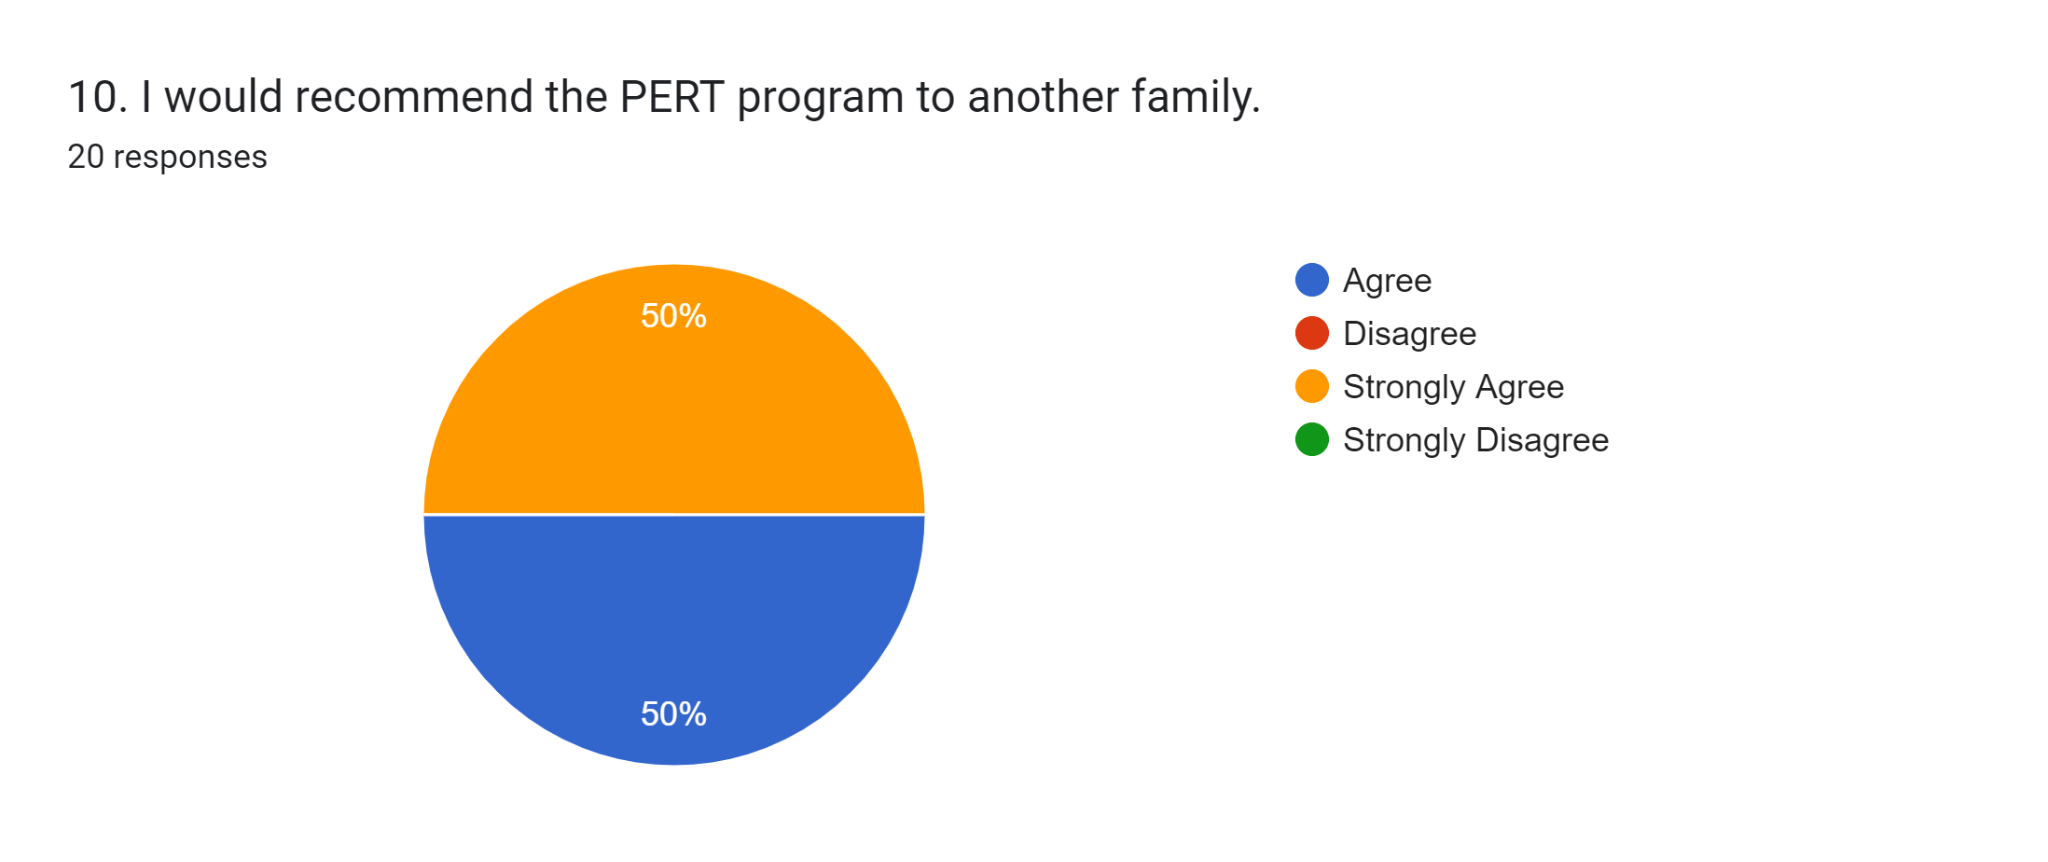 10. I would recommend the PERT program to another family.
20 responses
50%
50%
Agree
Disagree
Strongly Agree
Strongly Disagree